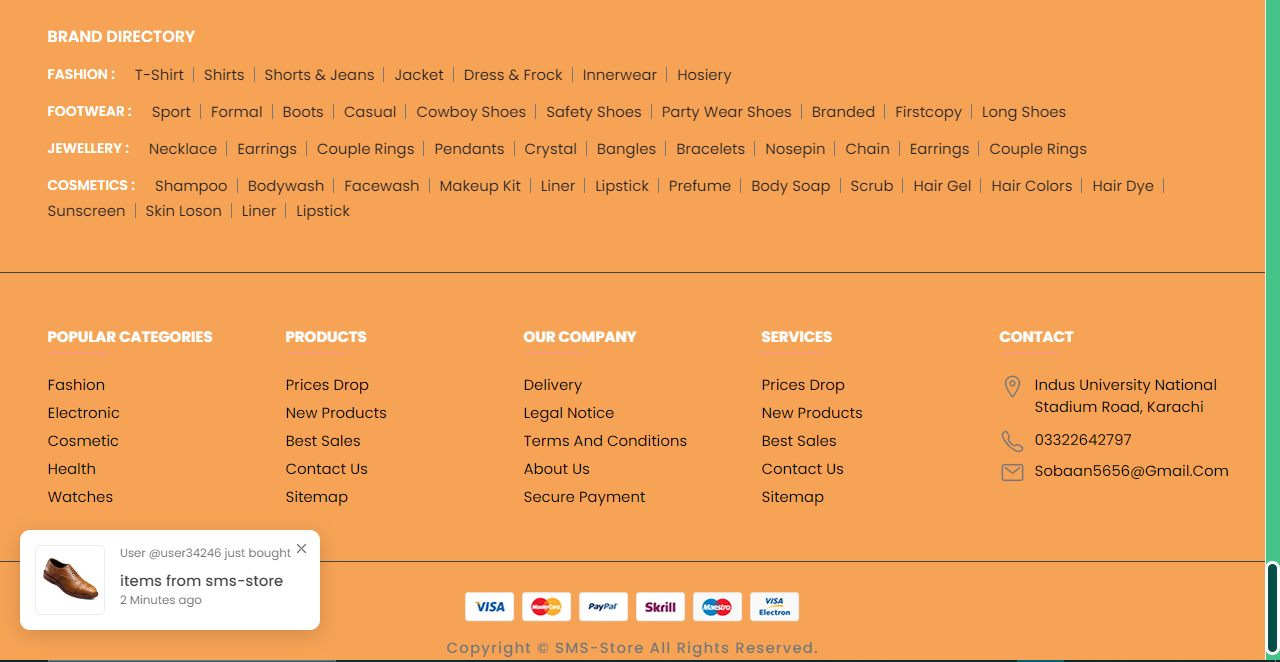 BRAND DIRECTORY
FASHION : T-Shirt Shirts Shorts & Jeans Jacket Dress & Frock Innerwear Hosiery
FOOTWEAR : Sport Formal Boots Casual Cowboy Shoes Safety Shoes Party Wear Shoes Branded Firstcopy Long Shoes
JEWELLERY : Necklace Earrings Couple Rings Pendants Crystal Bangles Bracelets Nosepin Chain Earrings Couple Rings
COSMETICS : Shampoo Bodywash Facewash Makeup Kit Liner Lipstick Prefume Body Soap Scrub Hair Gel Hair Colors Hair Dye
Sunscreen Skin Loson Liner Lipstick
POPULAR CATEGORIES
Fashion
Electronic
Cosmetic
Health
Watches
PRODUCTS
Prices Drop
New Products
Best Sales
Contact Us
Sitemap
OUR COMPANY
Delivery
Legal Notice
Terms And Conditions
About Us
Secure Payment
SERVICES
Prices Drop
New Products
Best Sales
Contact Us
Sitemap
CONTACT
Indus University National
Stadium Road, Karachi
03322642797
Sobaan5656@Gmail.Com
User @user34246 just bought
items from sms-store
2 Minutes ago
VISA MasterCard PayPal Skrill Maestro VISA
Electron
Copyright © SMS-Store All Rights Reserved.